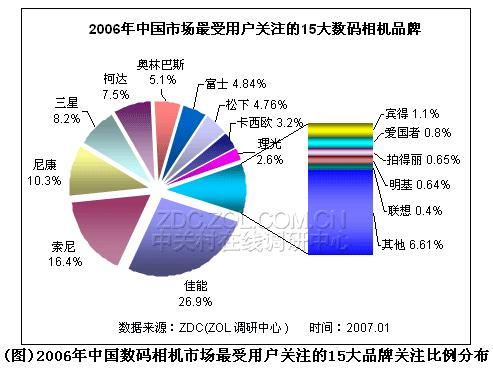 2006年中国市场最受用户关注的15大数码相机品牌
奥林巴斯
5.1%
柯达
7.5%
富士 4.84%
松下 4.76%
三星
8.2%
卡西欧 3.2%
理光
2.6%
尼康
10.3%
索尼
16.4%
佳能
26.9%
宾得 1.1%
爱国者 0.8%
拍得丽 0.65%
明基 0.64%
联想 0.4%
其他 6.61%
ZDC.ZOL.COM.CN
中关村在线调研中心
数据来源：ZDC(ZOL调研中心) 时间：2007.01
(图)2006年中国数码相机市场最受用户关注的15大品牌关注比例分布